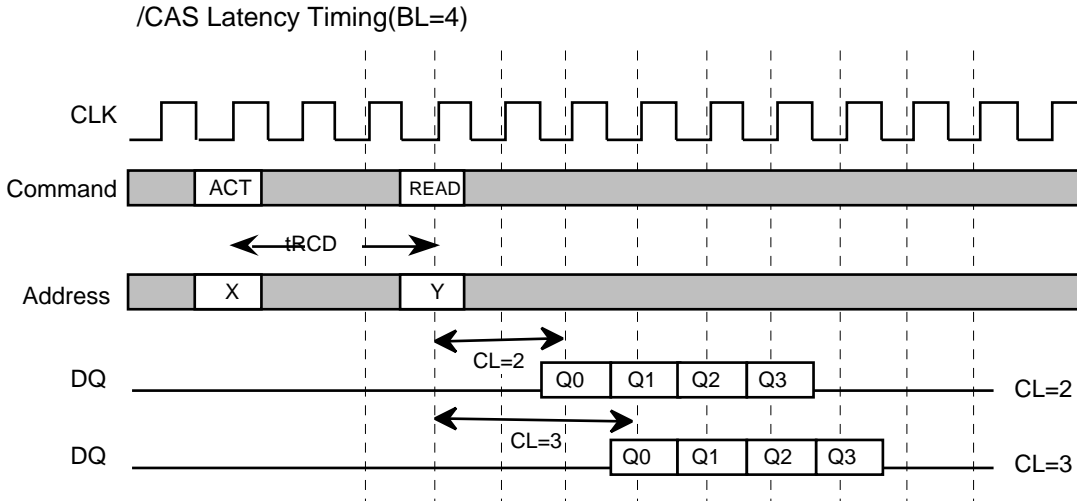 /CAS Latency Timing(BL=4)
CLK
Command ACT READ
tRCD
Address X Y
CL=2
DQ Q0 Q1 Q2 Q3 CL=2
CL=3
DQ Q0 Q1 Q2 Q3 CL=3